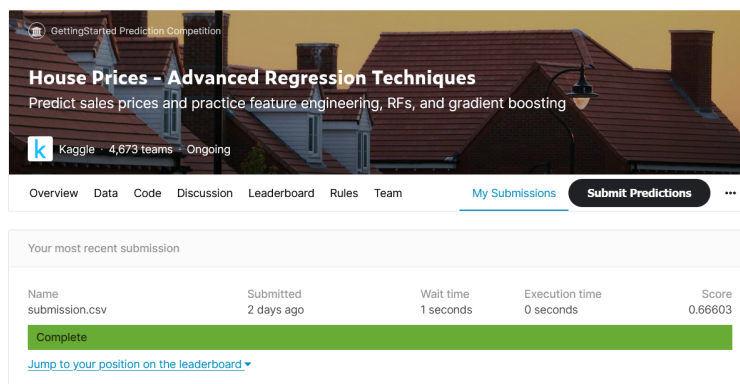 GettingStarted Prediction Competition
House Prices - Advanced Regression Techniques
Predict sales prices and practice feature engineering, RFs, and gradient boosting
k Kaggle · 4,673 teams · Ongoing
Overview Data Code Discussion Leaderboard Rules Team My Submissions Submit Predictions ...
Your most recent submission
Name Submitted Wait time Execution time Score
submission.csv 2 days ago 1 seconds 0 seconds 0.66603
Complete
Jump to your position on the leaderboard